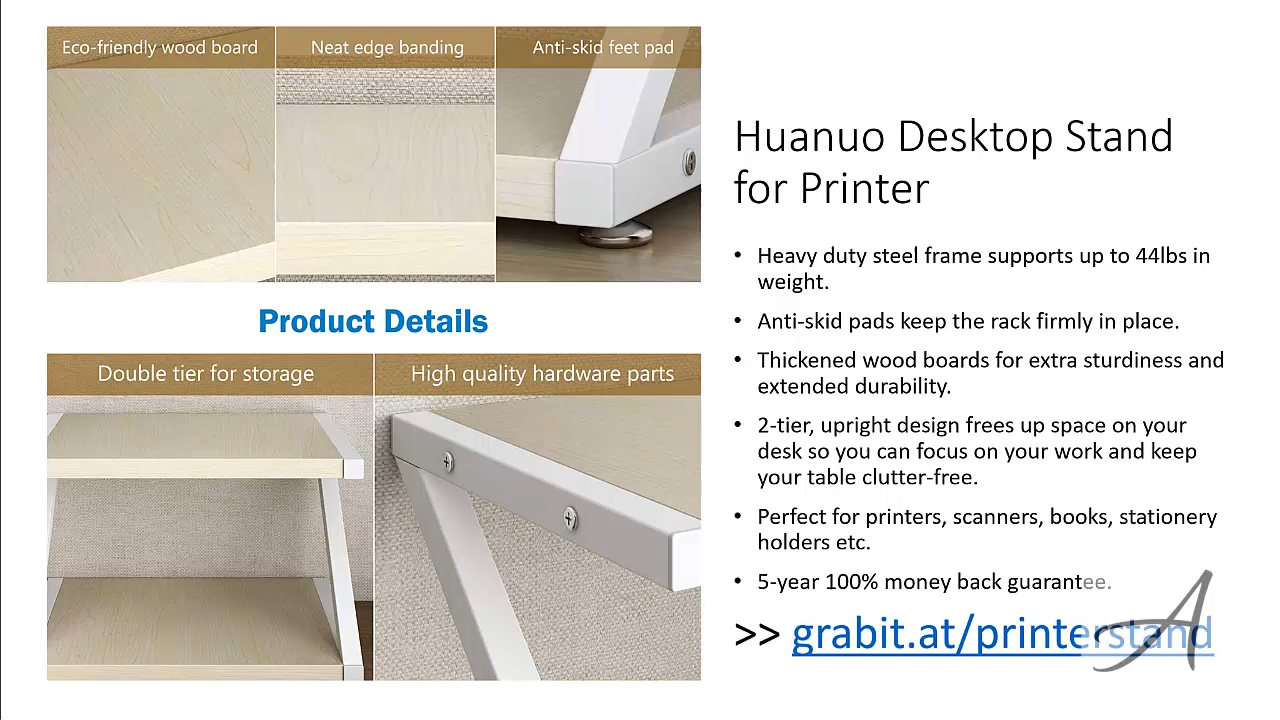 Eco-friendly wood board
Neat edge banding
Anti-skid feet pad
Product Details
Double tier for storage
High quality hardware parts
Huanuo Desktop Stand
for Printer
• Heavy duty steel frame supports up to 44lbs in
weight.
• Anti-skid pads keep the rack firmly in place.
• Thickened wood boards for extra sturdiness and
extended durability.
• 2-tier, upright design frees up space on your
desk so you can focus on your work and keep
your table clutter-free.
• Perfect for printers, scanners, books, stationery
holders etc.
• 5-year 100% money back guarantee.
>> grabit.at/printerstand
A